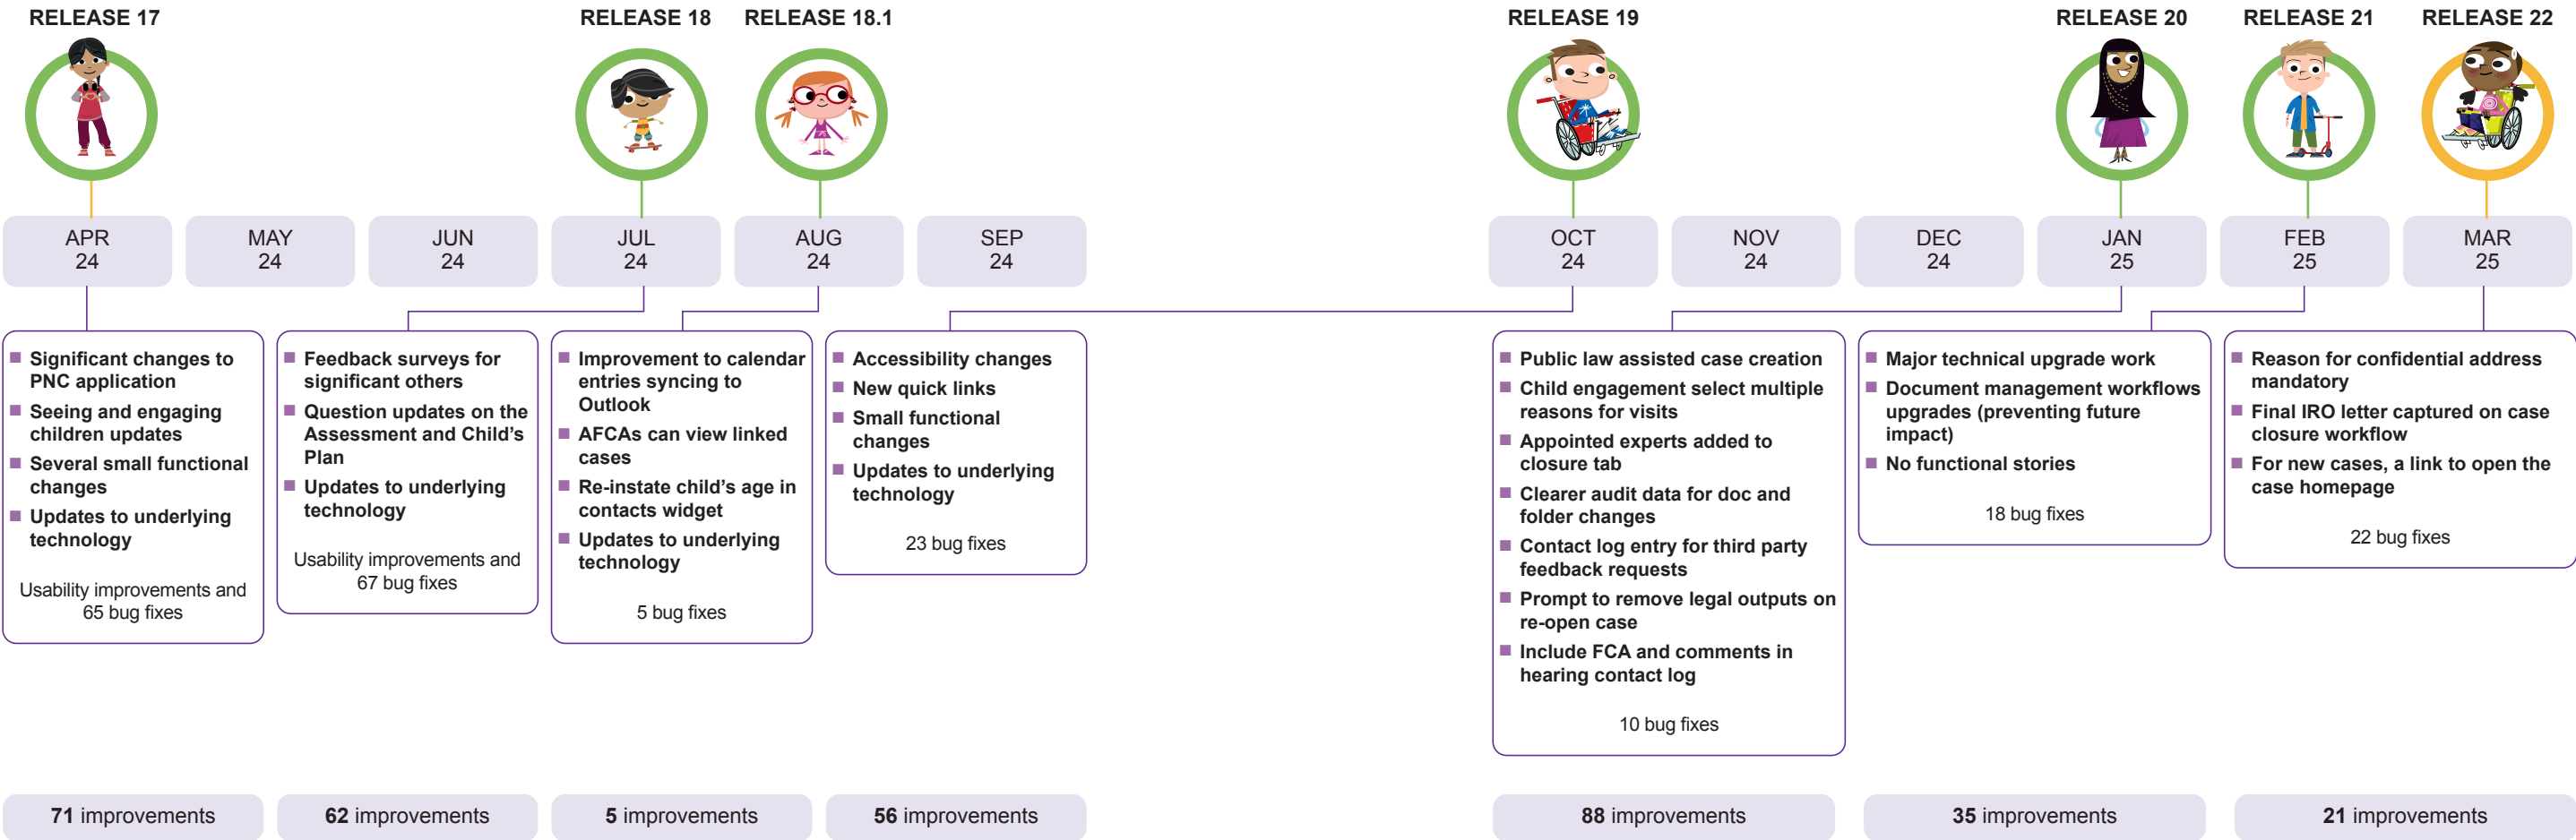 RELEASE 17
RELEASE 18
RELEASE 18.1
RELEASE 19
RELEASE 20
RELEASE 21
RELEASE 22
APR
24
MAY
24
JUN
24
JUL
24
AUG
24
SEP
24
OCT
24
NOV
24
DEC
24
JAN
25
FEB
25
MAR
25
Significant changes to
PNC application
Seeing and engaging
children updates
Several small functional
changes
Updates to underlying
technology
Usability improvements and
65 bug fixes
Feedback surveys for
significant others
Question updates on the
Assessment and Child's
Plan
Updates to underlying
technology
Usability improvements and
67 bug fixes
Improvement to calendar
entries syncing to
Outlook
AFCAs can view linked
cases
Re-instate child's age in
contacts widget
Updates to underlying
technology
5 bug fixes
Accessibility changes
New quick links
Small functional
changes
Updates to underlying
technology
23 bug fixes
Public law assisted case creation
Child engagement select multiple
reasons for visits
Appointed experts added to
closure tab
Clearer audit data for doc and
folder changes
Contact log entry for third party
feedback requests
Prompt to remove legal outputs on
re-open case
Include FCA and comments in
hearing contact log
10 bug fixes
Major technical upgrade work
Document management workflows
upgrades (preventing future
impact)
No functional stories
18 bug fixes
Reason for confidential address
mandatory
Final IRO letter captured on case
closure workflow
For new cases, a link to open the
case homepage
22 bug fixes
71 improvements
62 improvements
5 improvements
56 improvements
88 improvements
35 improvements
21 improvements